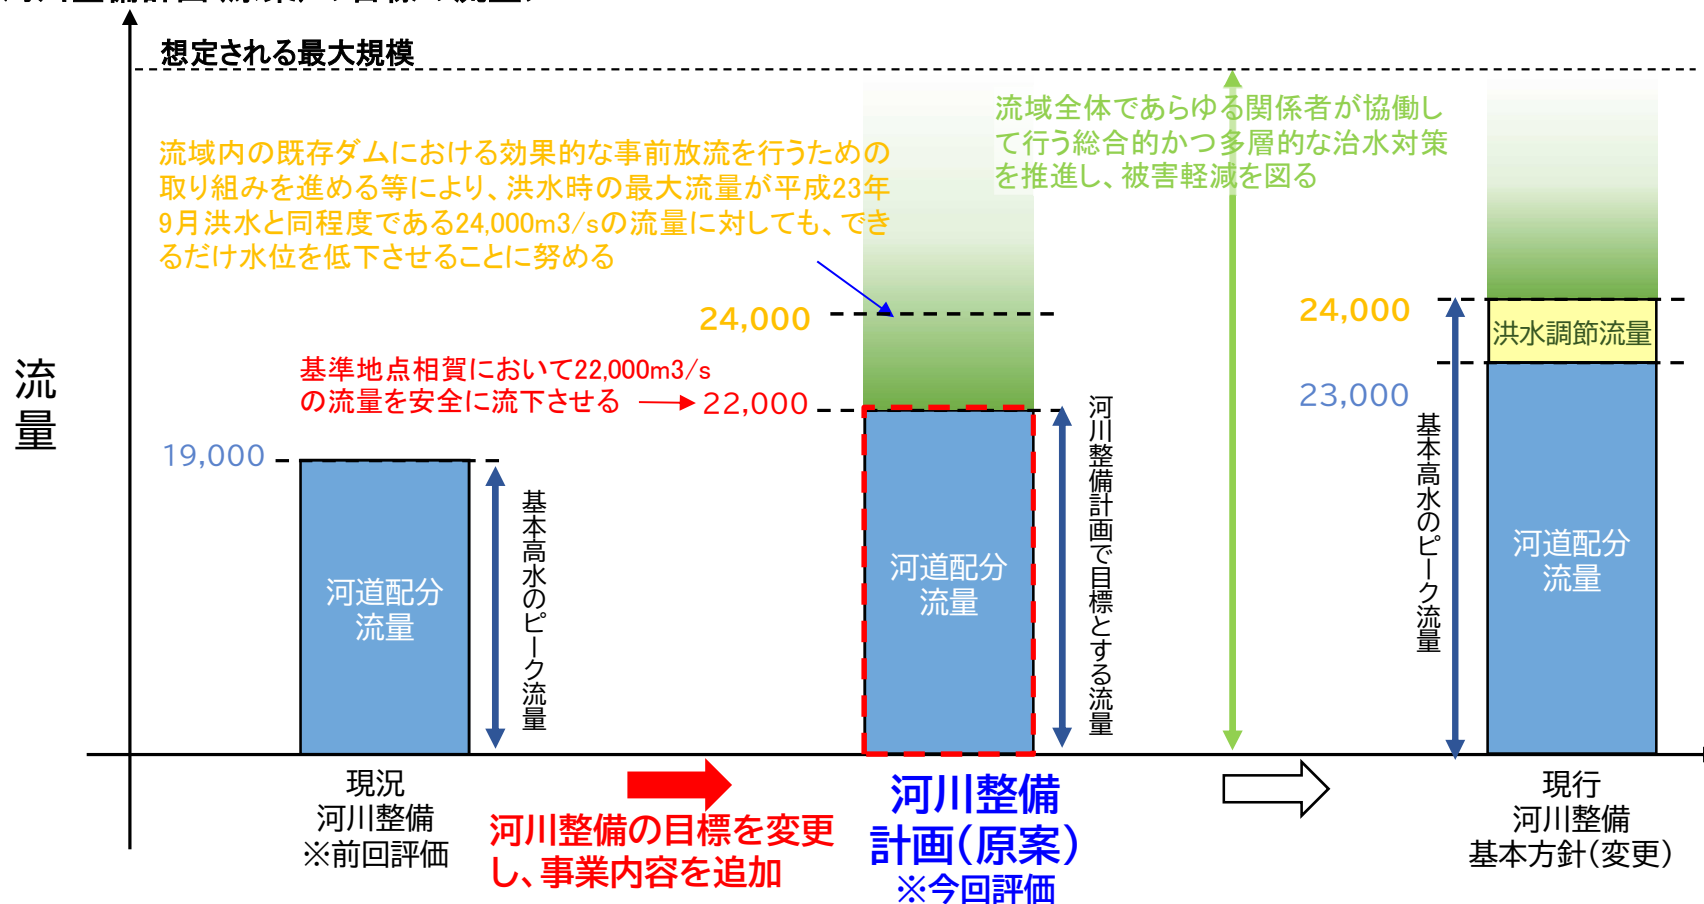 想定される最大規模
流域内の既存ダムにおける効果的な事前放流を行うための
取り組みを進める等により、洪水時の最大流量が平成23年
9月洪水と同程度である24,000m3/sの流量に対しても、でき
るだけ水位を低下させることに努める
流域全体であらゆる関係者が協働し
て行う総合的かつ多層的な治水対策
を推進し、被害軽減を図る
24,000
24,000
洪水調節流量
23,000
基準地点相賀において22,000m3/s
の流量を安全に流下させる
22,000
19,000
流量
河道配分
流量
基本高水のピーク流量
河道配分
流量
河川整備計画で目標とする流量
基本高水のピーク流量
河道配分
流量
現況
河川整備
※前回評価
河川整備の目標を変更
し、事業内容を追加
河川整備
計画(原案)
※今回評価
現行
河川整備
基本方針(変更)